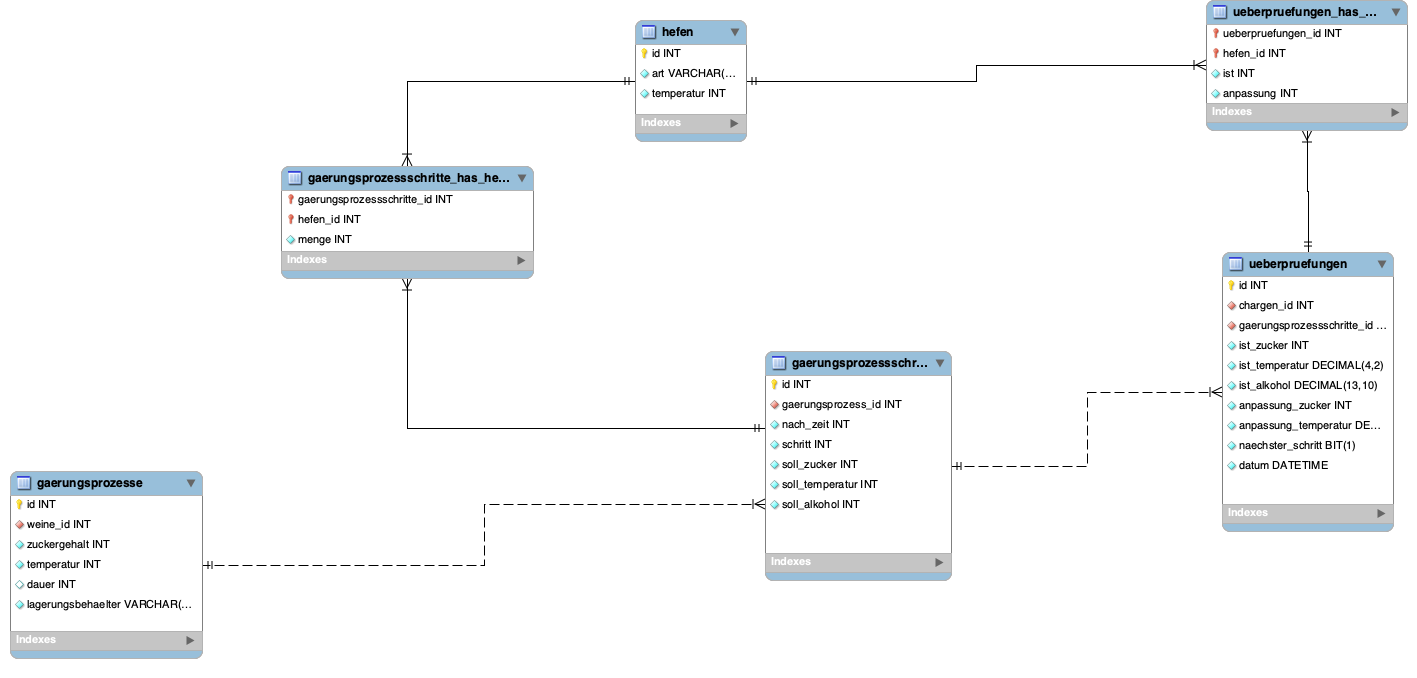 hefen
id INT
art VARCHAR(...
temperatur INT
Indexes
ueberpruefungen_has_...
ueberpruefungen_id INT
hefen_id INT
ist INT
anpassung INT
Indexes
gaerungsprozessschritte_has_he...
gaerungsprozessschritte_id INT
hefen_id INT
menge INT
Indexes
ueberpruefungen
id INT
chargen_id INT
gaerungsprozessschritte_id ...
ist_zucker INT
ist_temperatur DECIMAL(4,2)
ist_alkohol DECIMAL(13,10)
anpassung_zucker INT
anpassung_temperatur DE...
naechster_schritt BIT(1)
datum DATETIME
Indexes
gaerungsprozessschr...
id INT
gaerungsprozess_id INT
nach_zeit INT
schritt INT
soll_zucker INT
soll_temperatur INT
soll_alkohol INT
Indexes
gaerungsprozesse
id INT
weine_id INT
zuckergehalt INT
temperatur INT
dauer INT
lagerungsbehaelter VARCHAR(...
Indexes